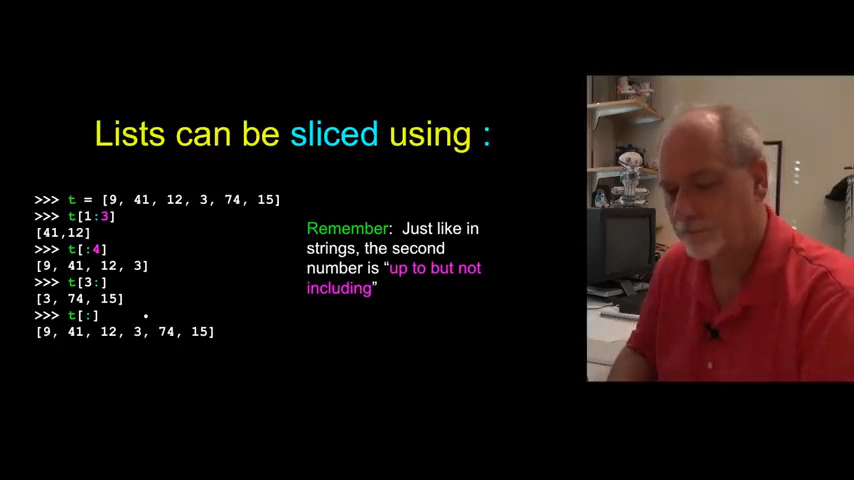 Lists can be sliced using :
>>> t = [9, 41, 12, 3, 74, 15]
>>> t[1:3]
[41,12]
>>> t[:4]
[9, 41, 12, 3]
>>> t[3:]
[3, 74, 15]
>>> t[:]
[9, 41, 12, 3, 74, 15]
Remember: Just like in
strings, the second
number is “up to but not
including”